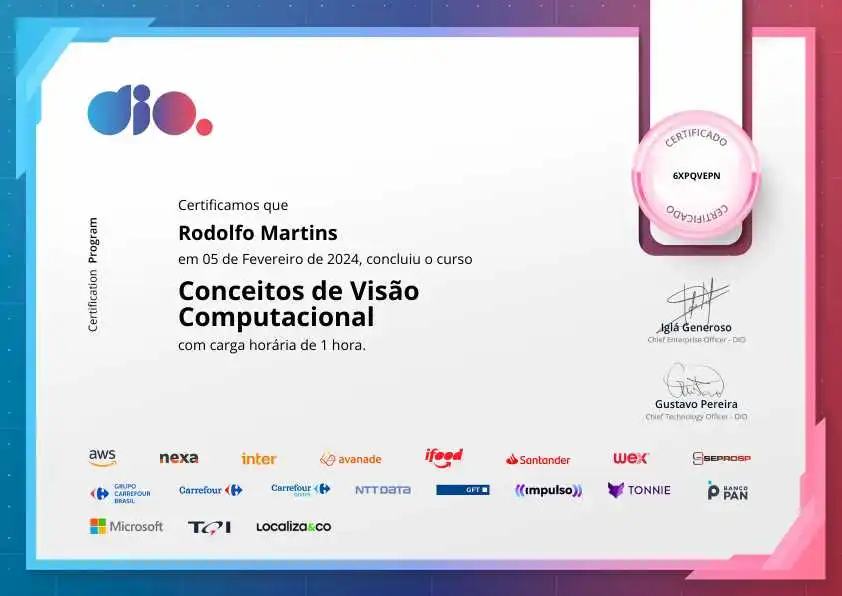 dio.
CERTIFICADO
6XPQVEPN
CERTIFICADO
Certification Program
Certificamos que
Rodolfo Martins
em 05 de Fevereiro de 2024, concluiu o curso
Conceitos de Visão
Computacional
com carga horária de 1 hora.
Iglá Generoso
Chief Enterprise Officer - DIO
Gustavo Pereira
Chief Technology Officer - DIO
aws nexa inter avanade ifood Santander wex SEPROSP
GRUPO CARREFOUR BRASIL Carrefour Carrefour NTT DATA GFT impulso TONNIE BANCO PAN
Microsoft Localiza&CO